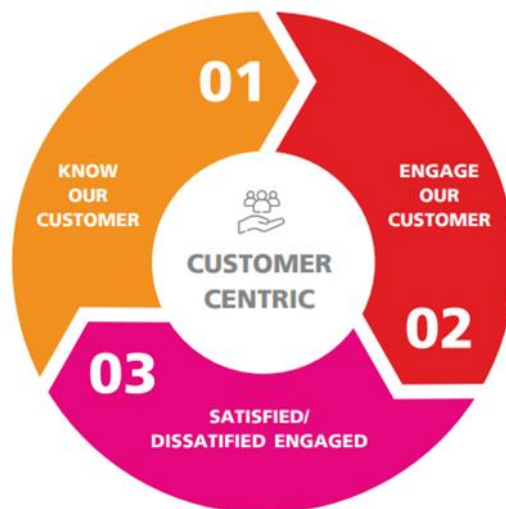 01
KNOW
OUR
CUSTOMER
ENGAGE
OUR
CUSTOMER
02
CUSTOMER
CENTRIC
03
SATISFIED/
DISSATIFIED ENGAGED